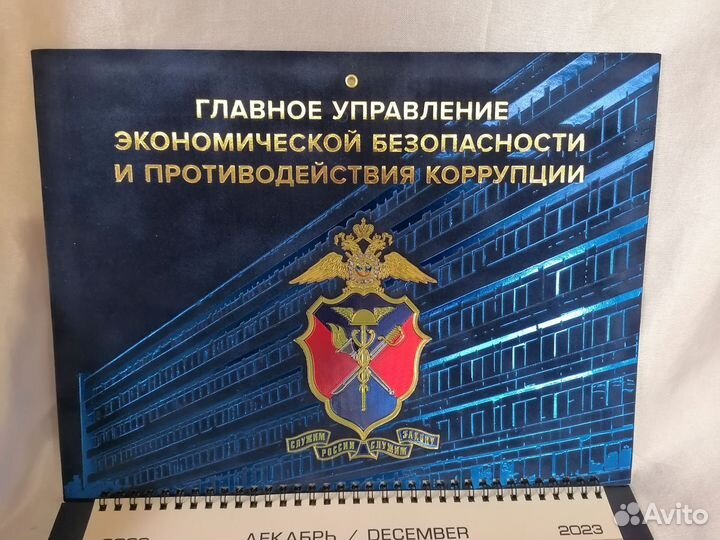 ГЛАВНОЕ УПРАВЛЕНИЕ
ЭКОНОМИЧЕСКОЙ БЕЗОПАСНОСТИ
И ПРОТИВОДЕЙСТВИЯ КОРРУПЦИИ
СЛУЖИМ РОССИИ СЛУЖИМ ЗАКОНУ
ДЕКАБРЬ / DECEMBER 2023
Avito